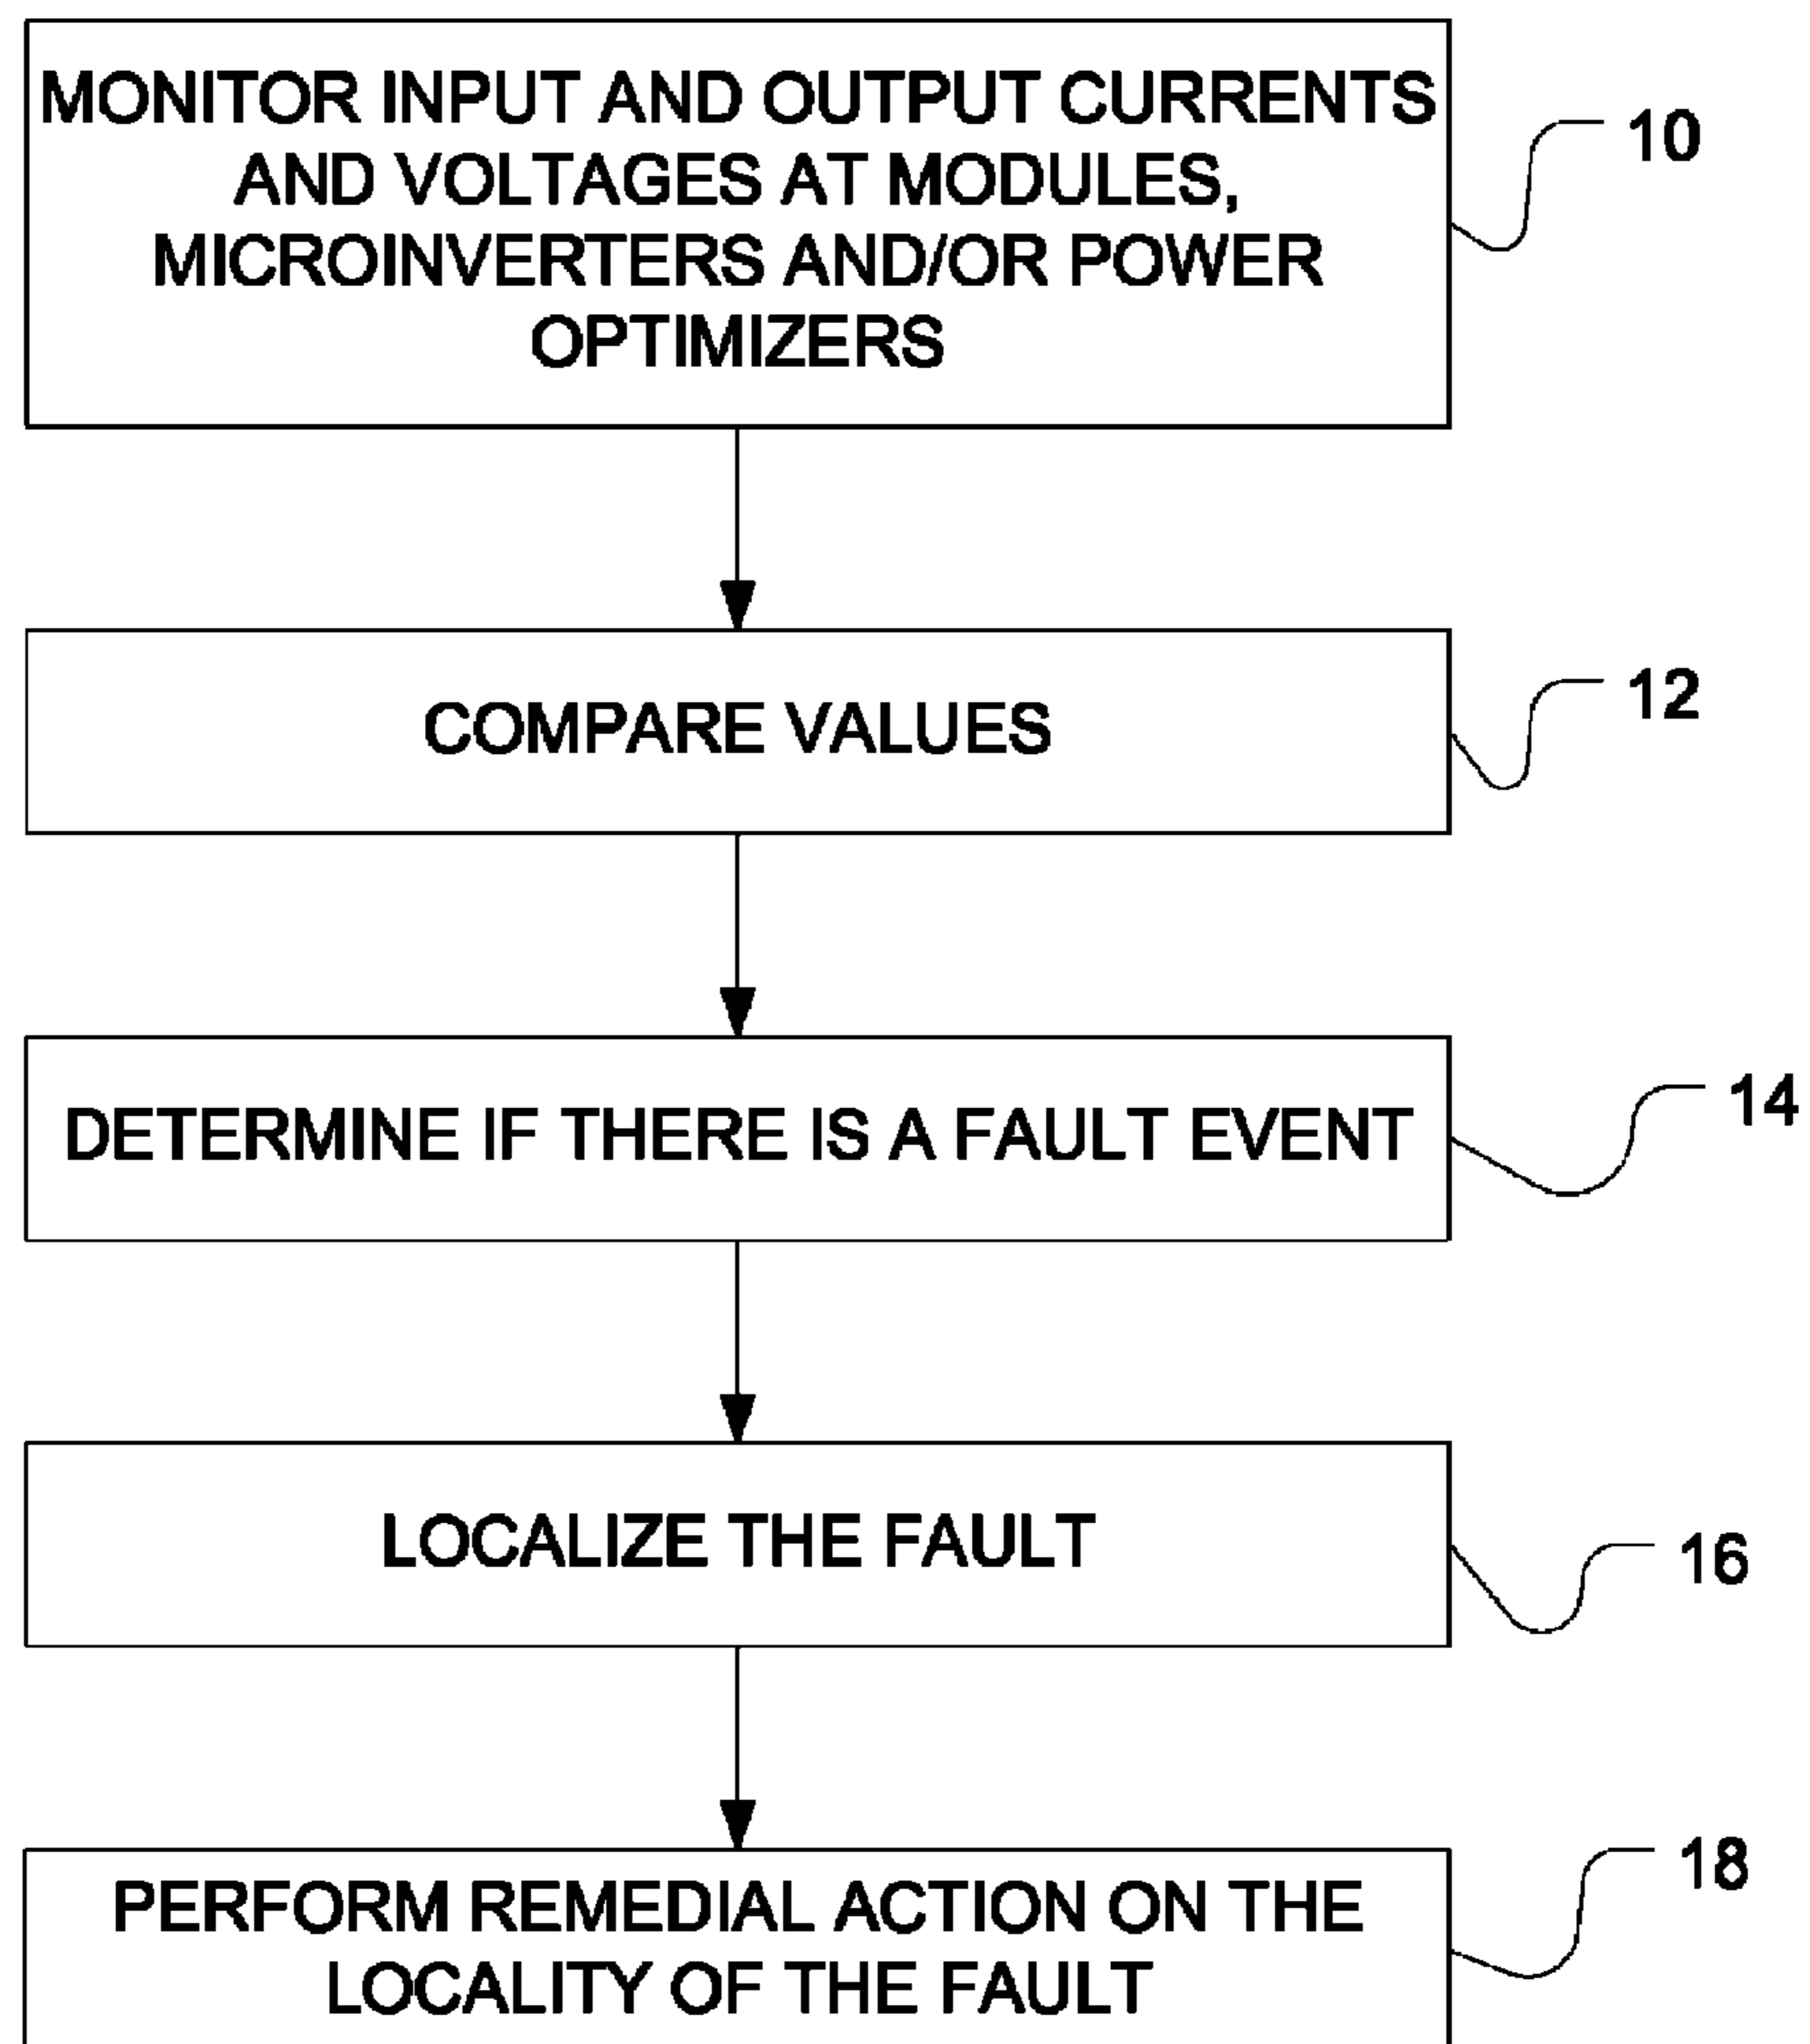 MONITOR INPUT AND OUTPUT CURRENTS
AND VOLTAGES AT MODULES,
MICROINVERTERS AND/OR POWER
OPTIMIZERS
10
COMPARE VALUES
12
DETERMINE IF THERE IS A FAULT EVENT
14
LOCALIZE THE FAULT
16
PERFORM REMEDIAL ACTION ON THE
LOCALITY OF THE FAULT
18